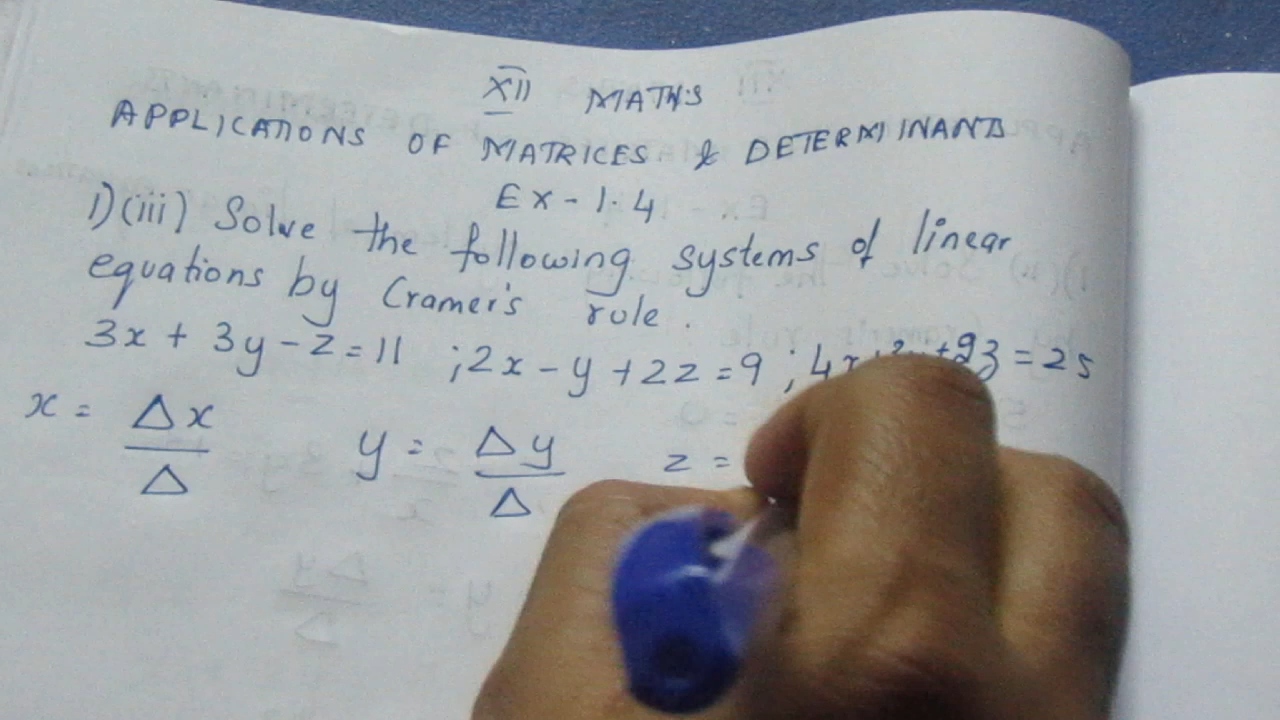 XII MATHS
APPLICATIONS OF MATRICES & DETERMINANTS
Ex-1.4
1)(iii) Solve the following systems of linear
equations by Cramer's rule.
3x + 3y - z = 11 ; 2x - y + 2z = 9 ; 4x = 25
x = Δx / Δ y = Δy / Δ z =